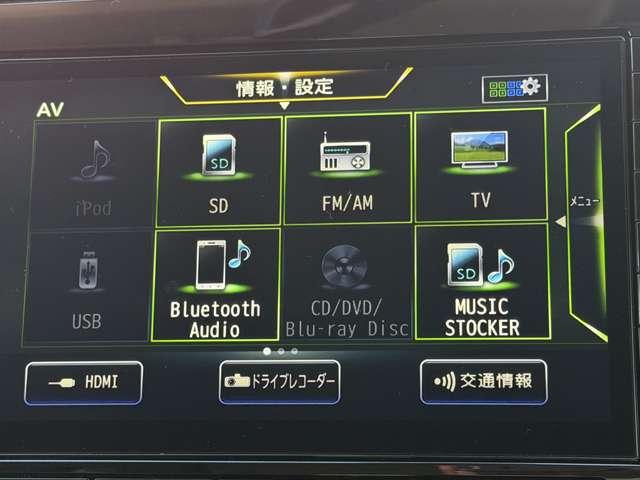 情報・設定
AV
SD
iPod
SD
FM/AM
TV
メニュー
SD
USB
Bluetooth
Audio
CD/DVD/
Blu-ray Disc
MUSIC
STOCKER
HDMI
ドライブレコーダー
交通情報